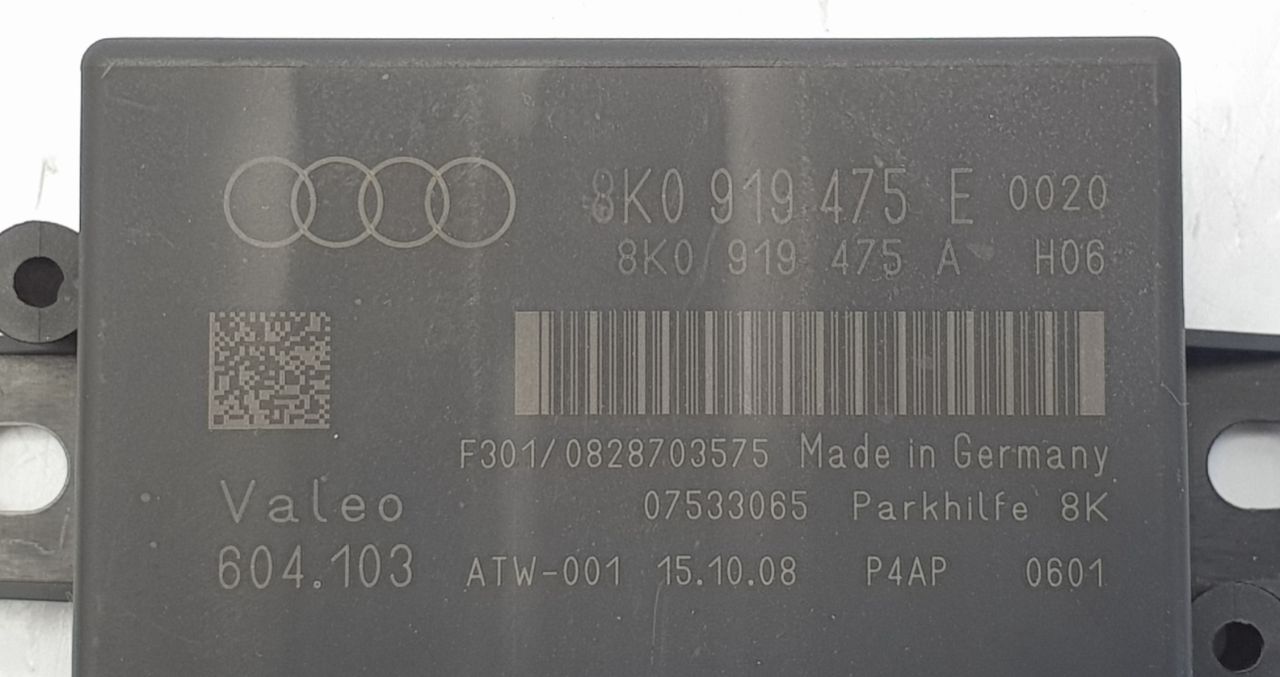 8K0 919 475 E 0020
8K0 919 475 A H06
F301/0828703575 Made in Germany
Valeo 07533065 Parkhilfe 8K
604.103 ATW-001 15.10.08 P4AP 0601